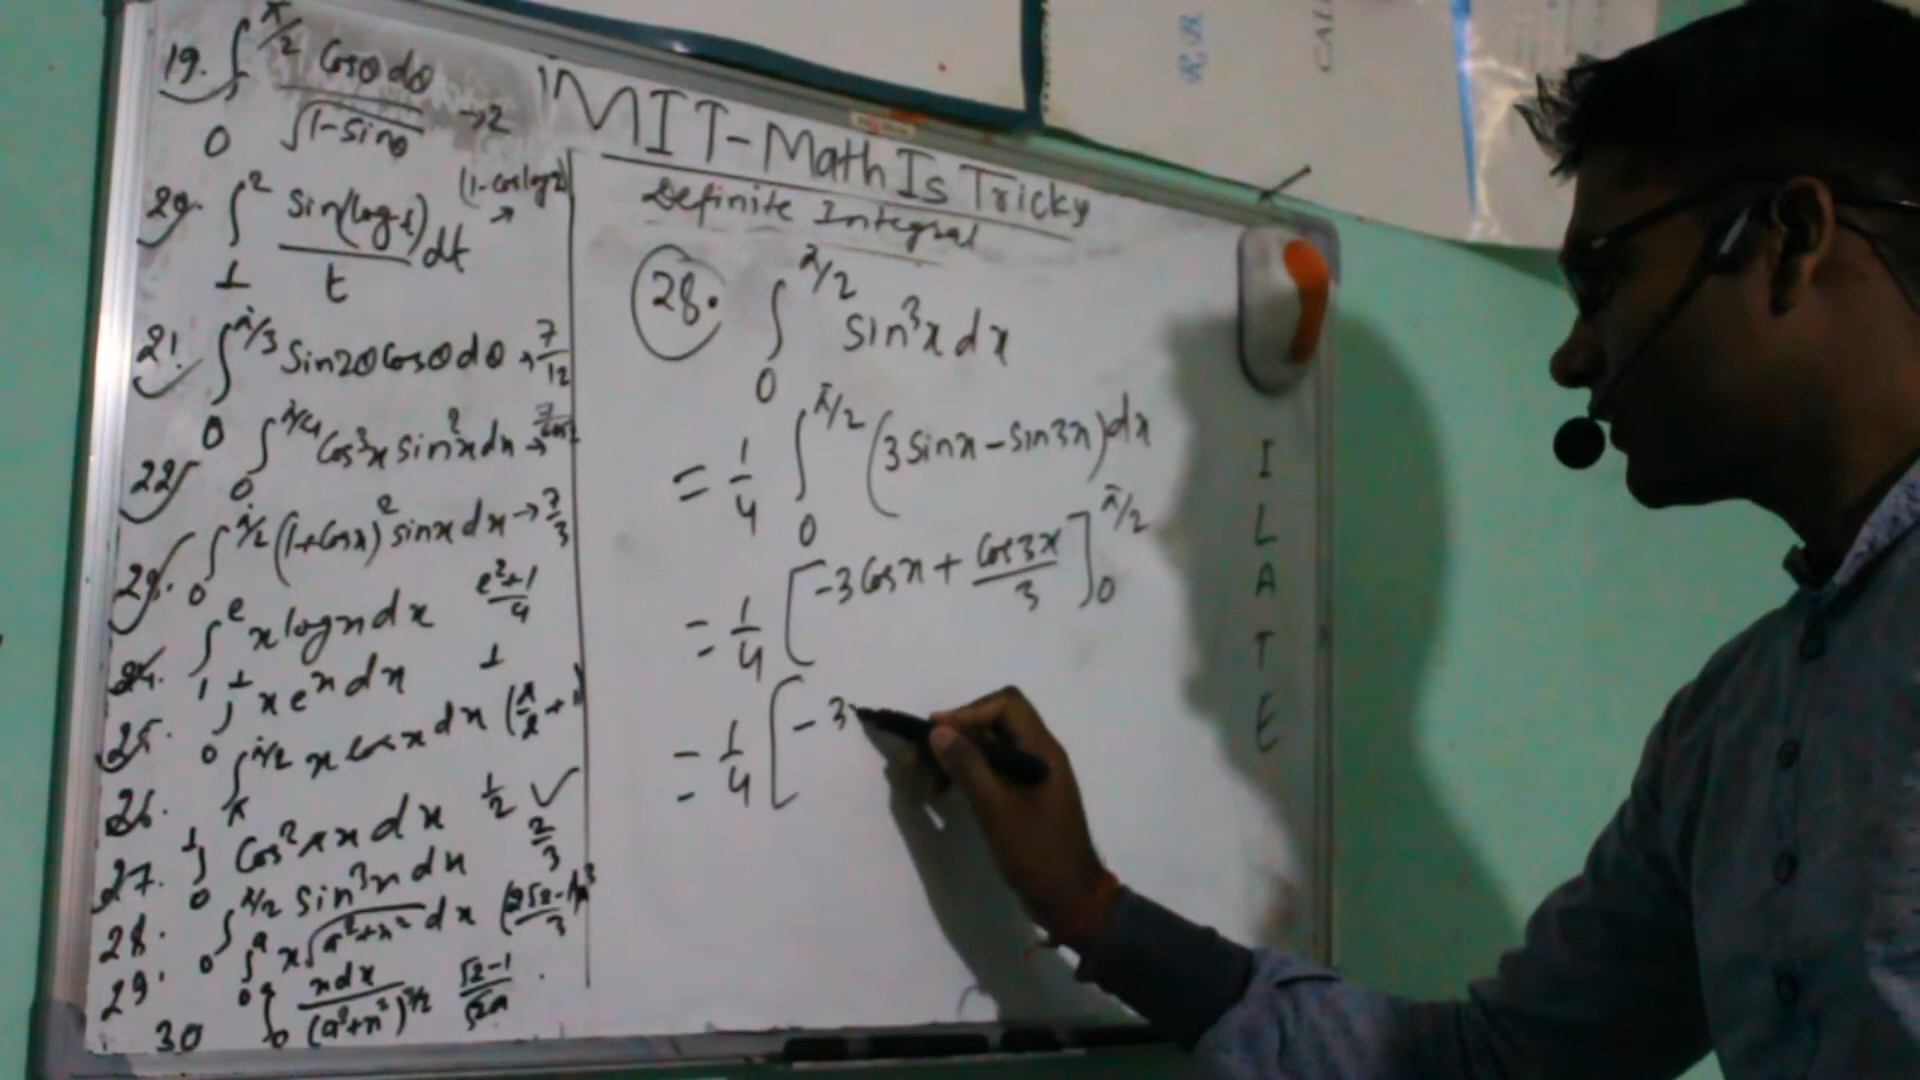 19. ∫₀^π/2 Cosθ dθ / √1-sinθ → 2
20. ∫₁² Sin(log t) / t dt → (1-cos log 2)
21. ∫₀^π/3 Sin2θ Cosθ dθ → 7/12
22. ∫₀^π/4 Cos³x Sin²x dx →
23. ∫₀^π/2 (1+Cosx)² sinx dx → 7/3
24. ∫₁^e x log x dx e²+1/4
25. ∫₀¹ x eˣ dx 1
26. x cosx dx
27. ∫₀¹ Cos²πx dx 1/2 ✓
28. ∫₀^π/2 Sin³x dx 2/3
29. ∫₀^a x√a²+x² dx
30 ∫₀^a xdx / (a²+x²)^3/2 √2-1/√2a
MIT-Math Is Tricky
Definite Integral
28. ∫₀^π/2 sin³x dx
= 1/4 ∫₀^π/2 (3 sinx - sin3x) dx
= 1/4 [-3 Cosx + Cos3x/3]₀^π/2
= 1/4 [-3
I
L
A
T
E
R R